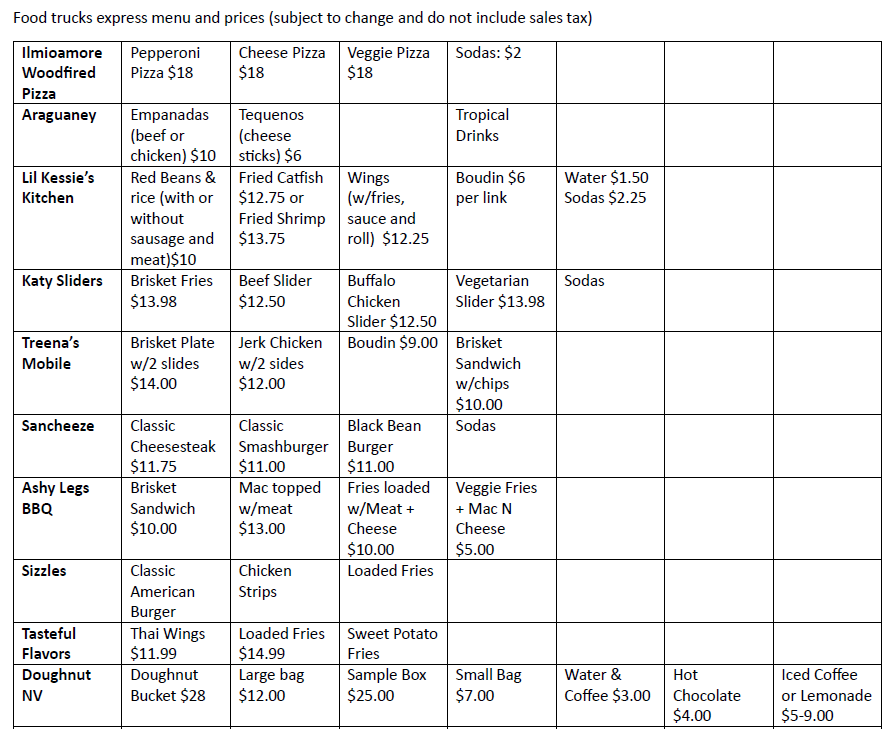 Food trucks express menu and prices (subject to change and do not include sales tax)
Ilmioamore
Woodfired
Pizza
Pepperoni
Pizza $18
Cheese Pizza
$18
Veggie Pizza
$18
Sodas: $2
Araguaney
Empanadas
(beef or
chicken) $10
Tequenos
(cheese
sticks) $6
Tropical
Drinks
Lil Kessie’s
Kitchen
Red Beans &
rice (with or
without
sausage and
meat)$10
Fried Catfish
$12.75 or
Fried Shrimp
$13.75
Wings
(w/fries,
sauce and
roll)  $12.25
Boudin $6
per link
Water $1.50
Sodas $2.25
Katy Sliders
Brisket Fries
$13.98
Beef Slider
$12.50
Buffalo
Chicken
Slider $12.50
Vegetarian
Slider $13.98
Sodas
Treena’s
Mobile
Brisket Plate
w/2 slides
$14.00
Jerk Chicken
w/2 sides
$12.00
Boudin $9.00
Brisket
Sandwich
w/chips
$10.00
Sancheeze
Classic
Cheesesteak
$11.75
Classic
Smashburger
$11.00
Black Bean
Burger
$11.00
Sodas
Ashy Legs
BBQ
Brisket
Sandwich
$10.00
Mac topped
w/meat
$13.00
Fries loaded
w/Meat +
Cheese
$10.00
Veggie Fries
+ Mac N
Cheese
$5.00
Sizzles
Classic
American
Burger
Chicken
Strips
Loaded Fries
Tasteful
Flavors
Thai Wings
$11.99
Loaded Fries
$14.99
Sweet Potato
Fries
Doughnut
NV
Doughnut
Bucket $28
Large bag
$12.00
Sample Box
$25.00
Small Bag
$7.00
Water &
Coffee $3.00
Hot
Chocolate
$4.00
Iced Coffee
or Lemonade
$5-9.00